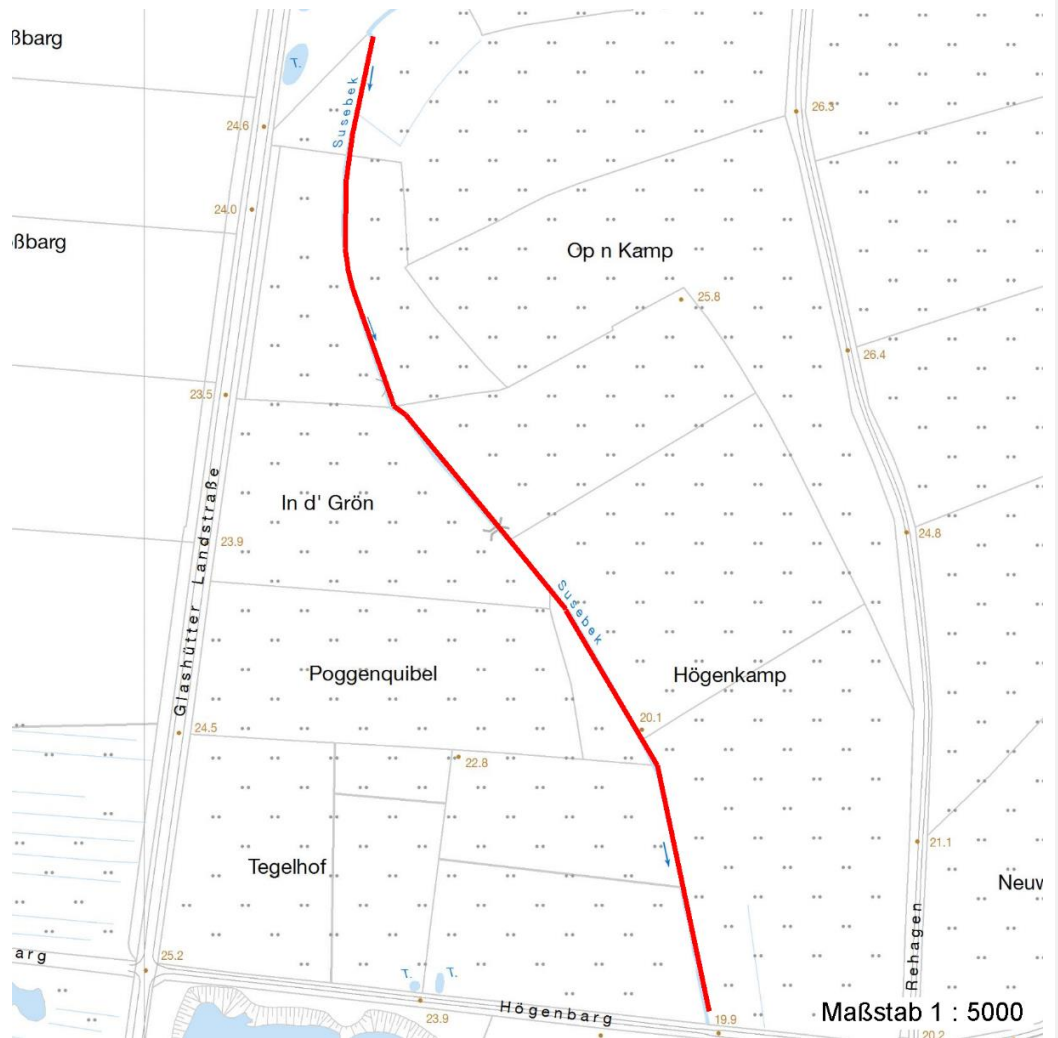 ßbarg
T.
Susebek
26.3
24.6
24.0
ßbarg
Op n Kamp
25.8
26.4
23.5
In d' Grön
Glashütter Landstraße
23.9
24.8
Susebek
Poggenquibel
Högenkamp
20.1
24.5
22.8
21.1
Tegelhof
Neuw
Rehagen
arg
25.2
T.
T.
Högenbarg
23.9
19.9
Maßstab 1 : 5000
20.2